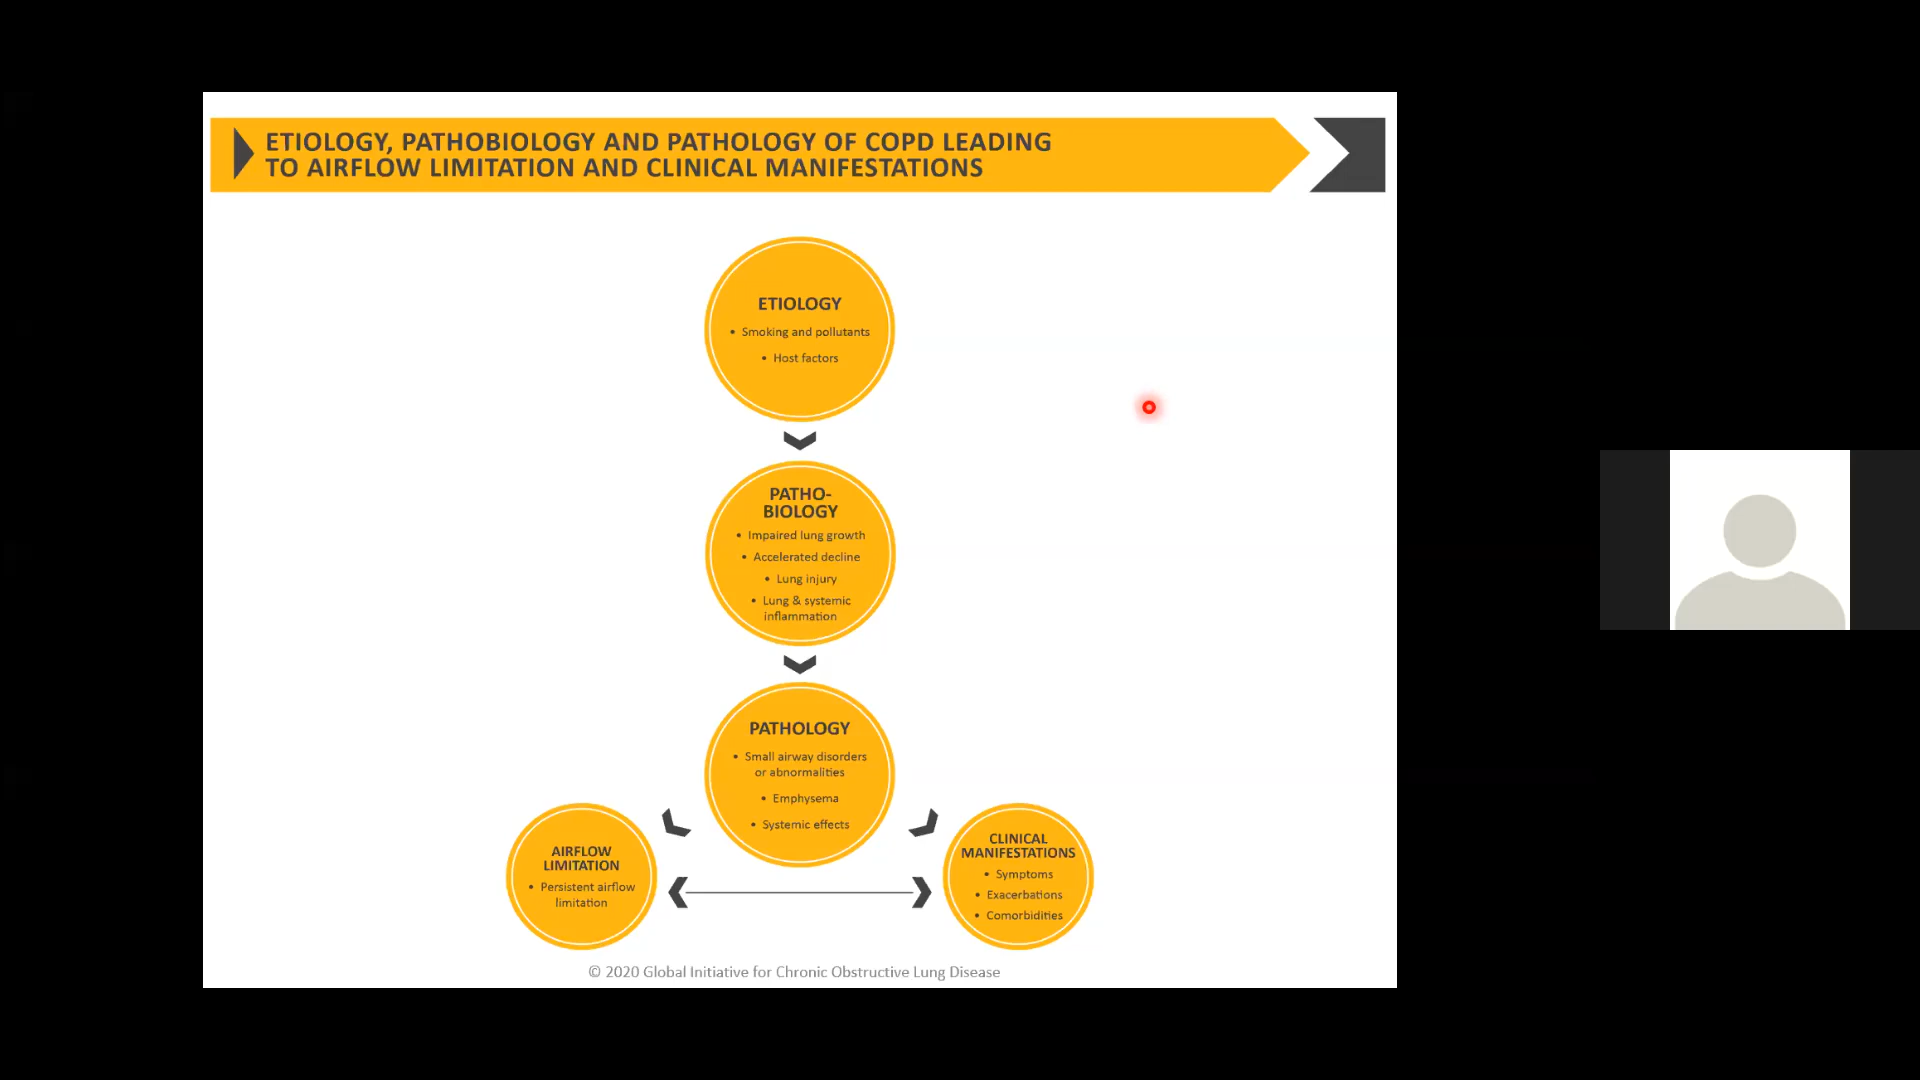 ETIOLOGY, PATHOBIOLOGY AND PATHOLOGY OF COPD LEADING
TO AIRFLOW LIMITATION AND CLINICAL MANIFESTATIONS
ETIOLOGY
• Smoking and pollutants
• Host factors
PATHO-
BIOLOGY
• Impaired lung growth
• Accelerated decline
• Lung injury
• Lung & systemic
inflammation
PATHOLOGY
• Small airway disorders
or abnormalities
• Emphysema
• Systemic effects
AIRFLOW
LIMITATION
• Persistent airflow
limitation
CLINICAL
MANIFESTATIONS
• Symptoms
• Exacerbations
• Comorbidities
© 2020 Global Initiative for Chronic Obstructive Lung Disease